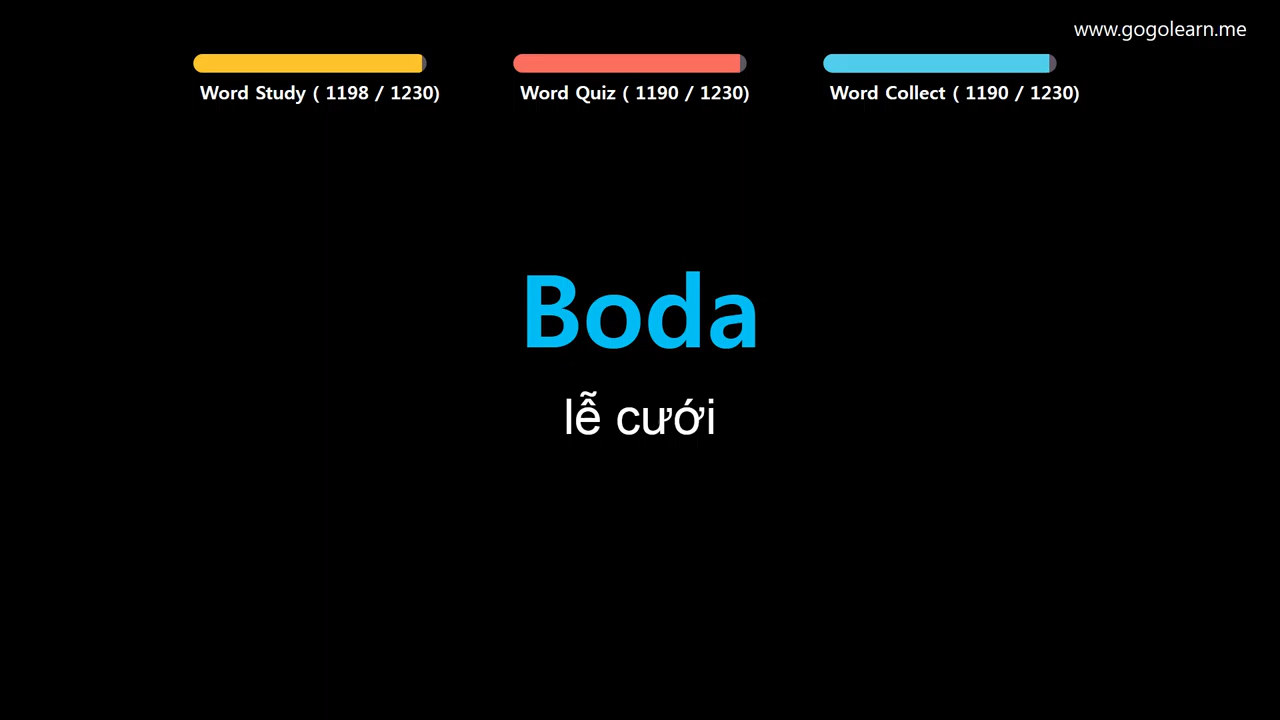 www.gogolearn.me
Word Study ( 1198 / 1230)
Word Quiz ( 1190 / 1230)
Word Collect ( 1190 / 1230)
Boda
lễ cưới